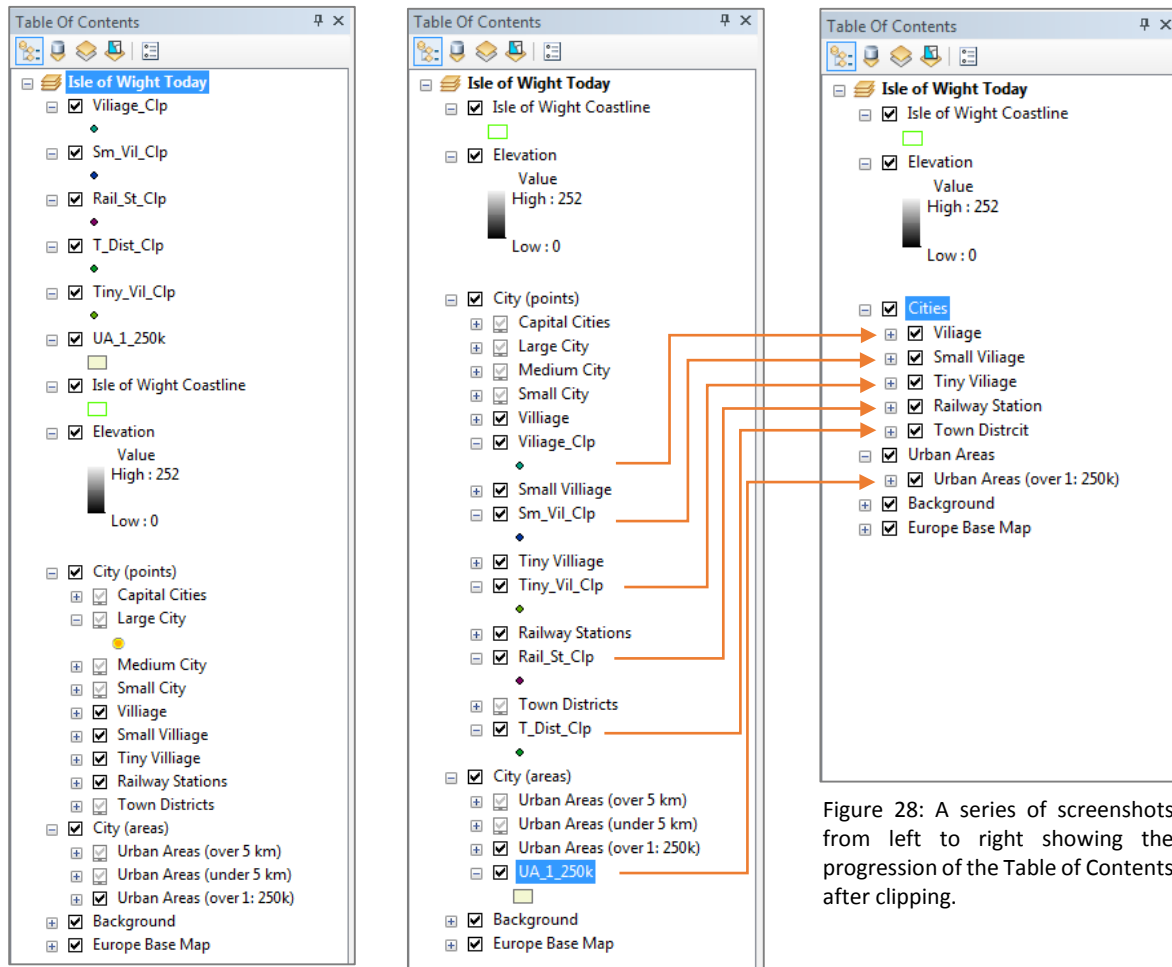 Table Of Contents
Isle of Wight Today
Viliage_Clp
Sm_Vil_Clp
Rail_St_Clp
T_Dist_Clp
Tiny_Vil_Clp
UA_1_250k
Isle of Wight Coastline
Elevation
Value
High : 252
Low : 0
City (points)
Capital Cities
Large City
Medium City
Small City
Villiage
Small Villiage
Tiny Villiage
Railway Stations
Town Districts
City (areas)
Urban Areas (over 5 km)
Urban Areas (under 5 km)
Urban Areas (over 1: 250k)
Background
Europe Base Map
Table Of Contents
Isle of Wight Today
Isle of Wight Coastline
Elevation
Value
High : 252
Low : 0
City (points)
Capital Cities
Large City
Medium City
Small City
Villiage
Viliage_Clp
Small Villiage
Sm_Vil_Clp
Tiny Villiage
Tiny_Vil_Clp
Railway Stations
Rail_St_Clp
Town Districts
T_Dist_Clp
City (areas)
Urban Areas (over 5 km)
Urban Areas (under 5 km)
Urban Areas (over 1: 250k)
UA_1_250k
Background
Europe Base Map
Table Of Contents
Isle of Wight Today
Isle of Wight Coastline
Elevation
Value
High : 252
Low : 0
Cities
Viliage
Small Viliage
Tiny Viliage
Railway Station
Town Distrcit
Urban Areas
Urban Areas (over 1: 250k)
Background
Europe Base Map
Figure 28: A series of screenshots
from left to right showing the
progression of the Table of Contents
after clipping.